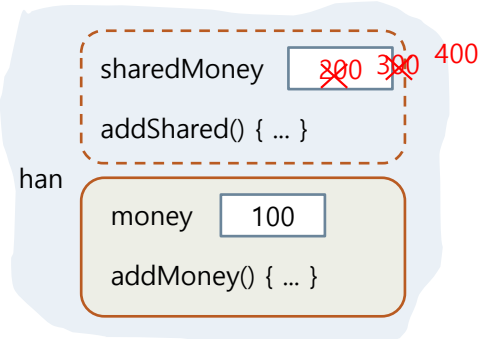 sharedMoney 200 300 400
addShared() { ... }
han
money 100
addMoney() { ... }